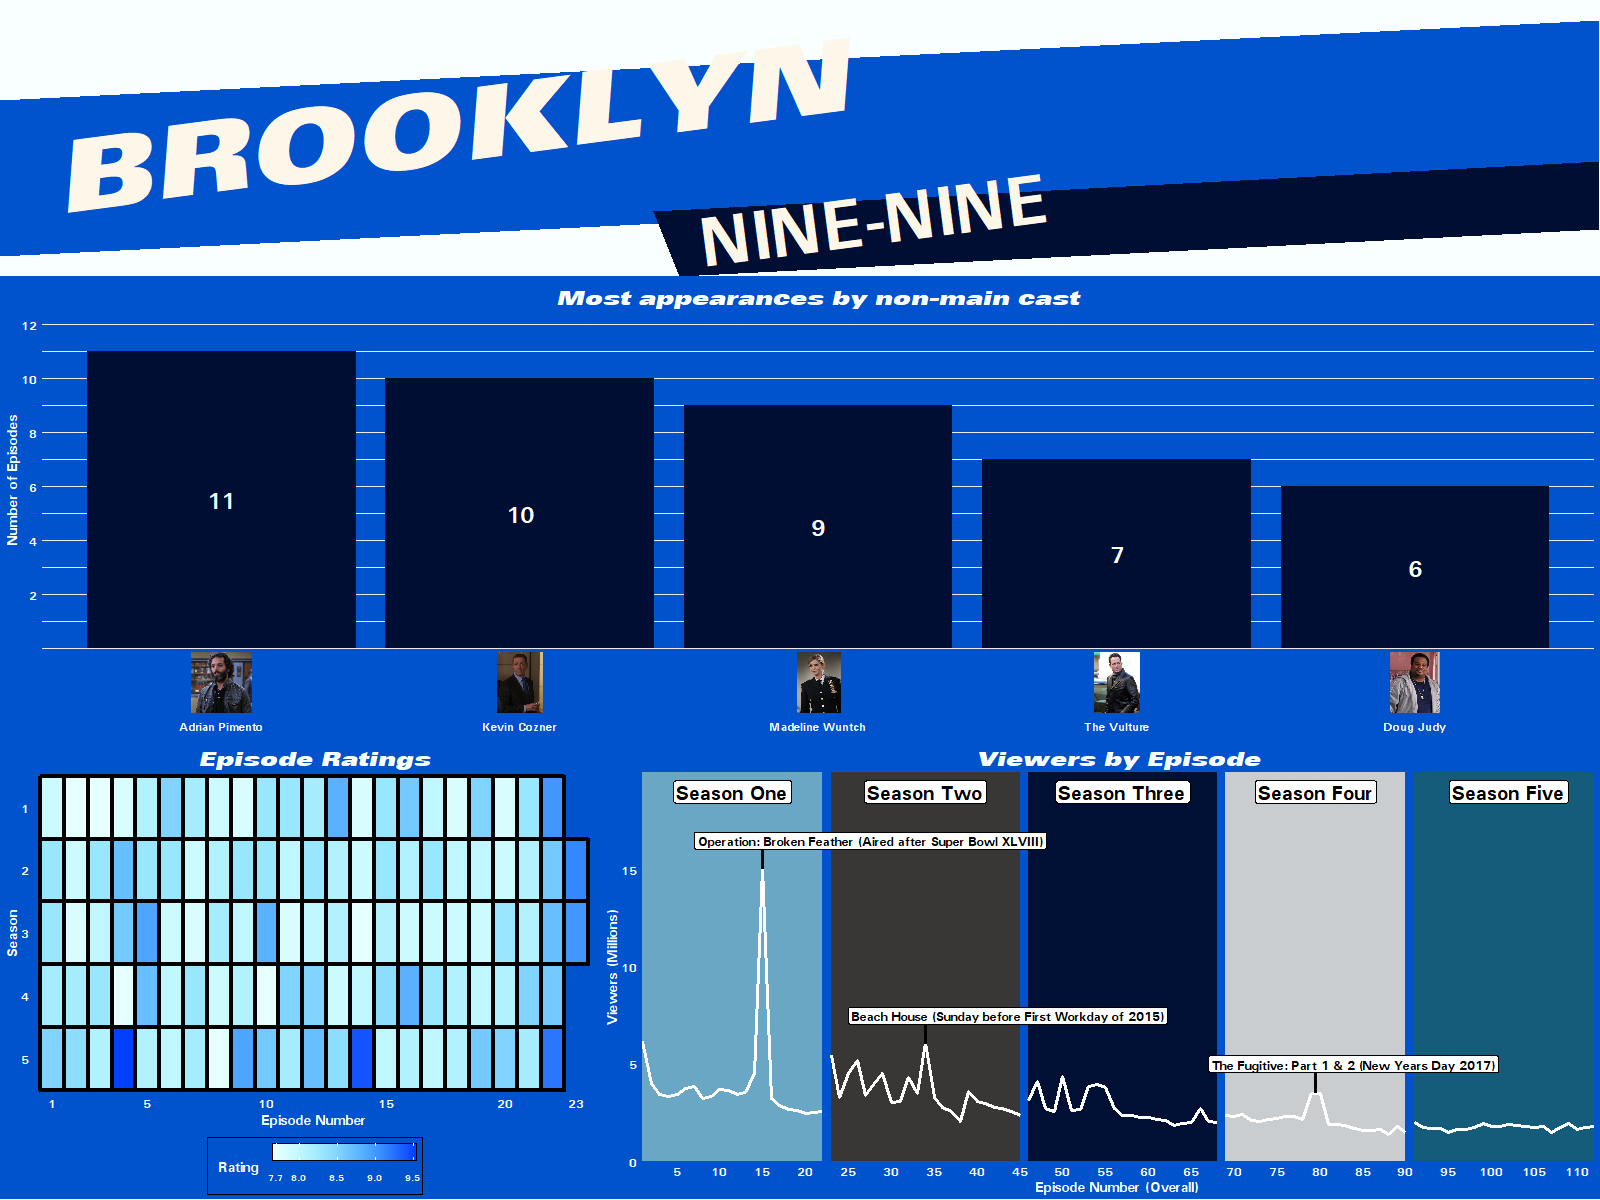 BROOKLYN
NINE-NINE
Most appearances by non-main cast
Number of Episodes
12
10
8
6
4
2
11
10
9
7
6
Adrian Pimento
Kevin Cozner
Madeline Wuntch
The Vulture
Doug Judy
Episode Ratings
Season
1
2
3
4
5
1
5
10
15
20
23
Episode Number
Rating
7.7
8.0
8.5
9.0
9.5
Viewers by Episode
Season One
Season Two
Season Three
Season Four
Season Five
Operation: Broken Feather (Aired after Super Bowl XLVIII)
Beach House (Sunday before First Workday of 2015)
The Fugitive: Part 1 & 2 (New Years Day 2017)
Viewers (Millions)
15
10
5
0
5
10
15
20
25
30
35
40
45
50
55
60
65
70
75
80
85
90
95
100
105
110
Episode Number (Overall)